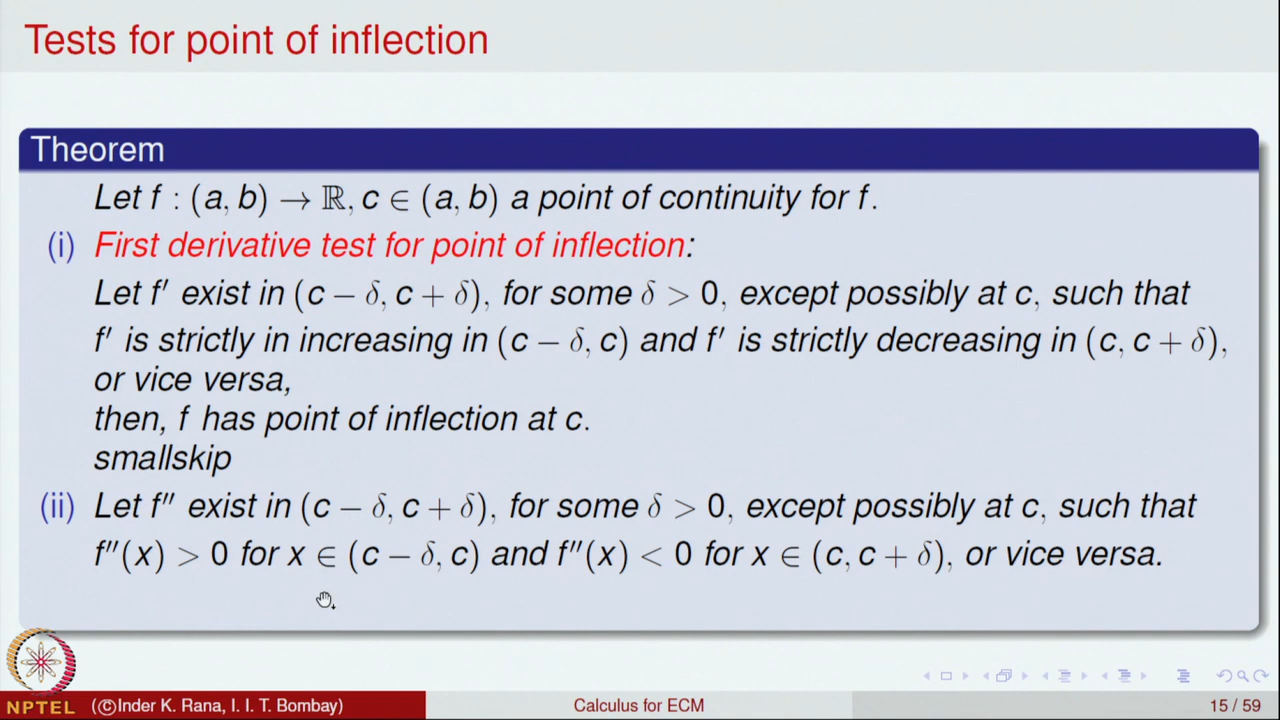 Tests for point of inflection
Theorem
Let f : (a, b) → ℝ, c ∈ (a, b) a point of continuity for f.
(i) First derivative test for point of inflection:
Let f′ exist in (c − δ, c + δ), for some δ > 0, except possibly at c, such that
f′ is strictly in increasing in (c − δ, c) and f′ is strictly decreasing in (c, c + δ),
or vice versa,
then, f has point of inflection at c.
smallskip
(ii) Let f″ exist in (c − δ, c + δ), for some δ > 0, except possibly at c, such that
f″(x) > 0 for x ∈ (c − δ, c) and f″(x) < 0 for x ∈ (c, c + δ), or vice versa.
NPTEL (©Inder K. Rana, I. I. T. Bombay) Calculus for ECM 15 / 59